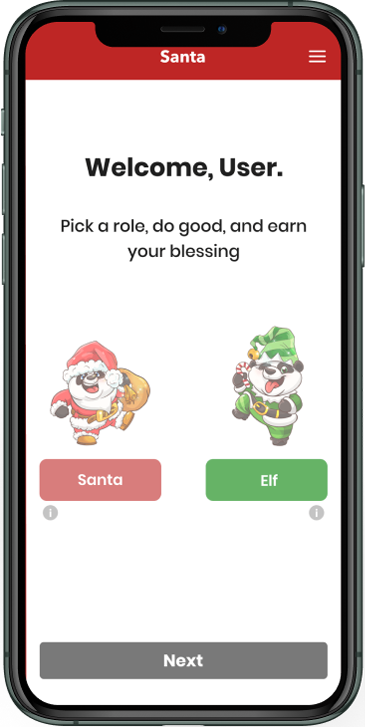 Santa
Welcome, User.
Pick a role, do good, and earn
your blessing
Santa
Elf
Next